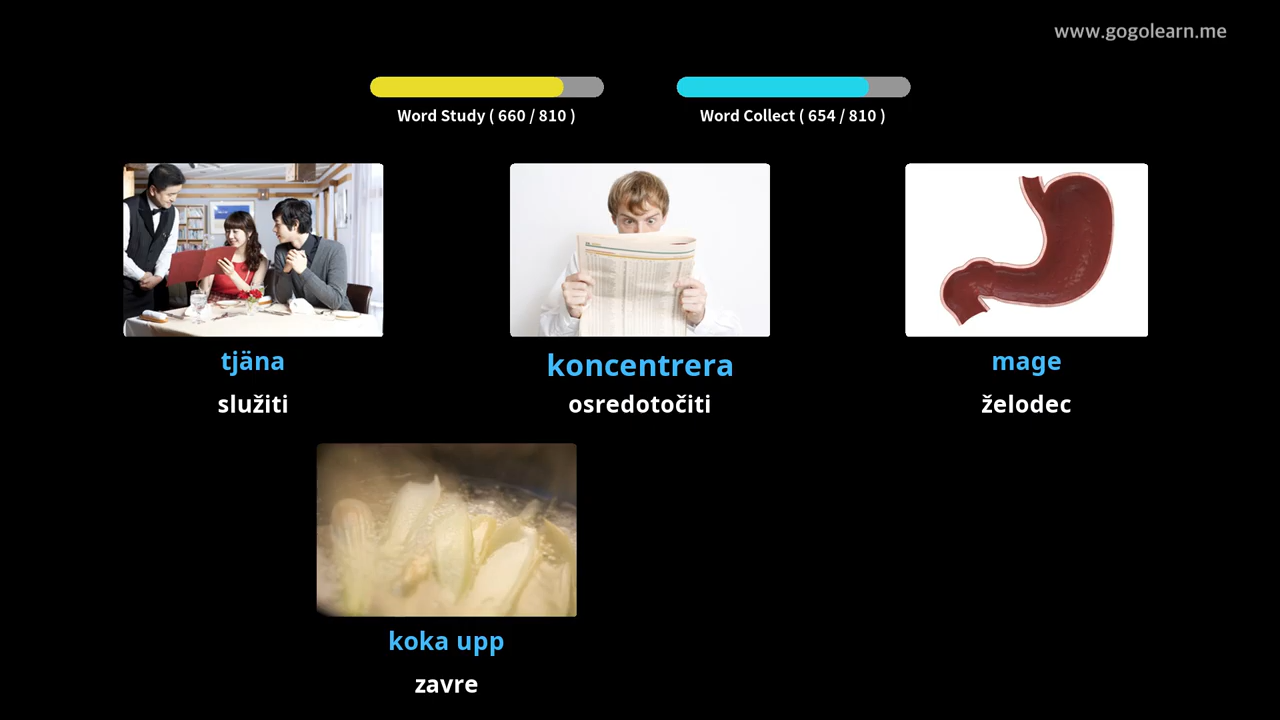 www.gogolearn.me
Word Study ( 660 / 810 )
Word Collect ( 654 / 810 )
tjäna
služiti
koncentrera
osredotočiti
mage
želodec
koka upp
zavre